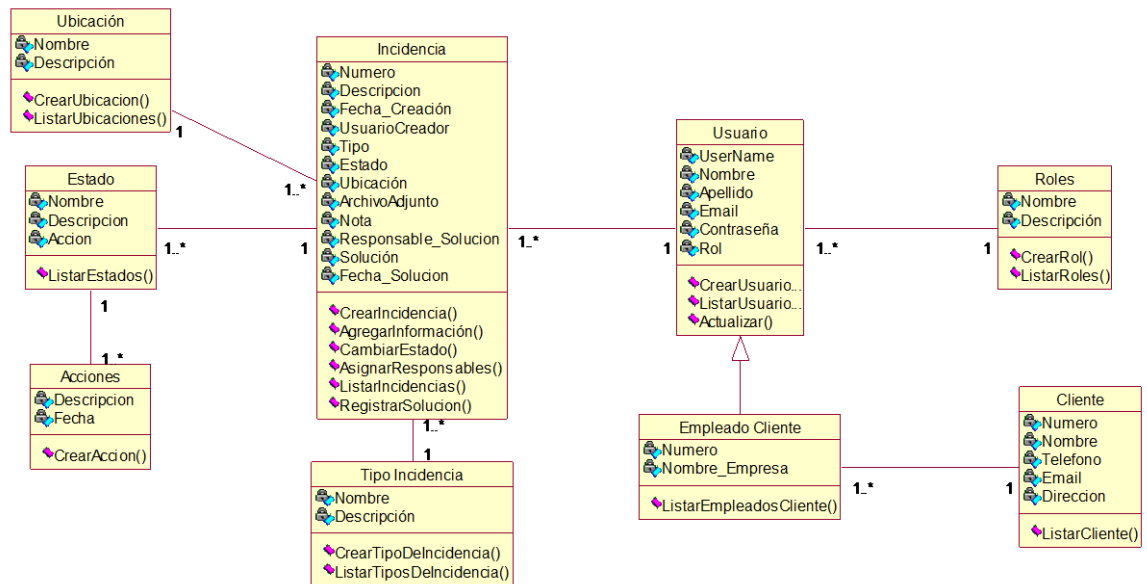 Ubicación
Nombre
Descripción
CrearUbicacion()
ListarUbicaciones()
1
1..*
Incidencia
Numero
Descripcion
Fecha_Creación
UsuarioCreador
Tipo
Estado
Ubicación
ArchivoAdjunto
Nota
Responsable_Solucion
Solución
Fecha_Solucion
CrearIncidencia()
AgregarInformación()
CambiarEstado()
AsignarResponsables()
ListarIncidencias()
RegistrarSolucion()
Estado
Nombre
Descripcion
Accion
ListarEstados()
1..*
1
1
1..*
Acciones
Descripcion
Fecha
CrearAccion()
1..*
1
Tipo Incidencia
Nombre
Descripción
CrearTipoDeIncidencia()
ListarTiposDeIncidencia()
1..*
1
Usuario
UserName
Nombre
Apellido
Email
Contraseña
Rol
CrearUsuario...
ListarUsuario...
Actualizar()
1..*
1
Roles
Nombre
Descripción
CrearRol()
ListarRoles()
Empleado Cliente
Numero
Nombre_Empresa
ListarEmpleadosCliente()
1..*
1
Cliente
Numero
Nombre
Telefono
Email
Direccion
ListarCliente()